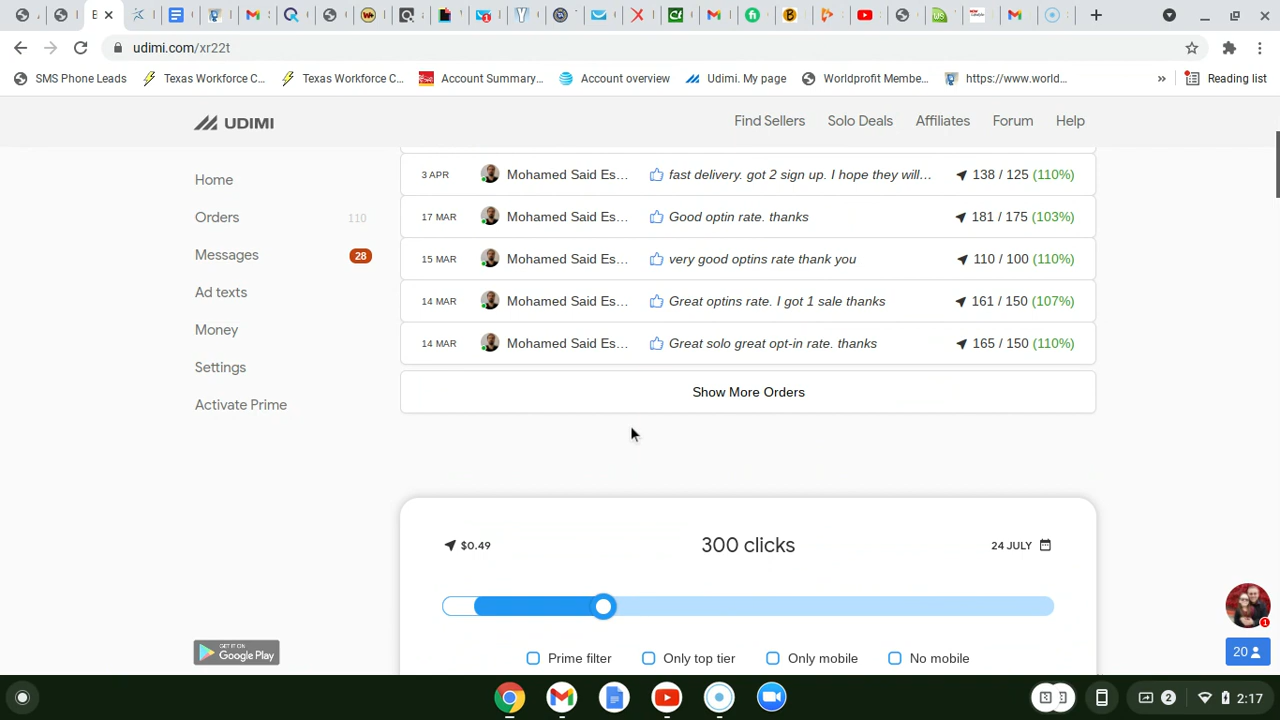 udimi.com/xr22t
SMS Phone Leads
Texas Workforce C...
Texas Workforce C...
Account Summary...
Account overview
Udimi. My page
Worldprofit Membe...
https://www.world...
»
Reading list
UDIMI
Find Sellers
Solo Deals
Affiliates
Forum
Help
Home
Orders 110
Messages 28
Ad texts
Money
Settings
Activate Prime
3 APR Mohamed Said Es... fast delivery. got 2 sign up. I hope they will... 138 / 125 (110%)
17 MAR Mohamed Said Es... Good optin rate. thanks 181 / 175 (103%)
15 MAR Mohamed Said Es... very good optins rate thank you 110 / 100 (110%)
14 MAR Mohamed Said Es... Great optins rate. I got 1 sale thanks 161 / 150 (107%)
14 MAR Mohamed Said Es... Great solo great opt-in rate. thanks 165 / 150 (110%)
Show More Orders
$0.49 300 clicks 24 JULY
Prime filter
Only top tier
Only mobile
No mobile
GET IT ON
Google Play
1
20
2 2:17